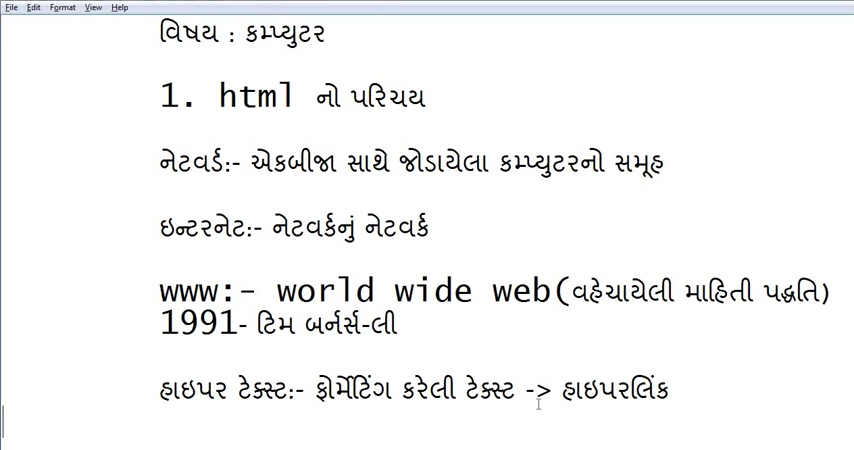 File Edit Format View Help
વિષય : કમ્પ્યુટર
1. html નો પરિચય
નેટવર્ડ:- એકબીજા સાથે જોડાયેલા કમ્પ્યુટરનો સમૂહ
ઇન્ટરનેટ:- નેટવર્કનું નેટવર્ક
www:- world wide web(વહેચાયેલી માહિતી પદ્ધતિ)
1991- ટિમ બર્નર્સ-લી
હાઇપર ટેક્સ્ટ:- ફોર્મેટિંગ કરેલી ટેક્સ્ટ -> હાઇપરલિંક